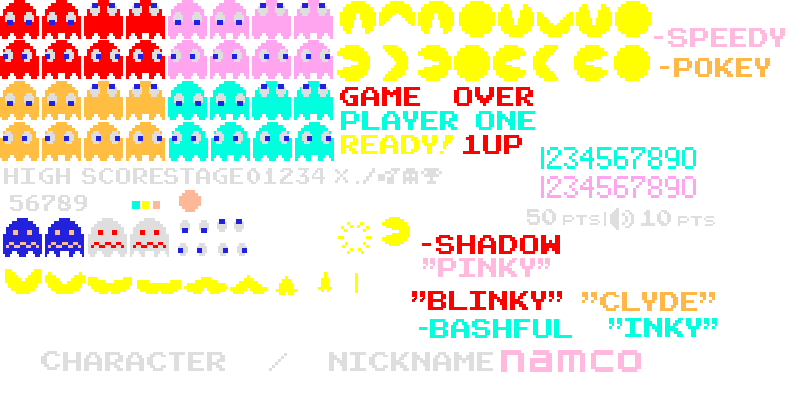 -SPEEDY
-POKEY
GAME OVER
PLAYER ONE
READY! 1UP
1234567890
HIGH SCORESTAGE01234 X ./
1234567890
56789
50 PTS 10 PTS
-SHADOW
"PINKY"
"BLINKY" "CLYDE"
-BASHFUL "INKY"
CHARACTER / NICKNAME namco